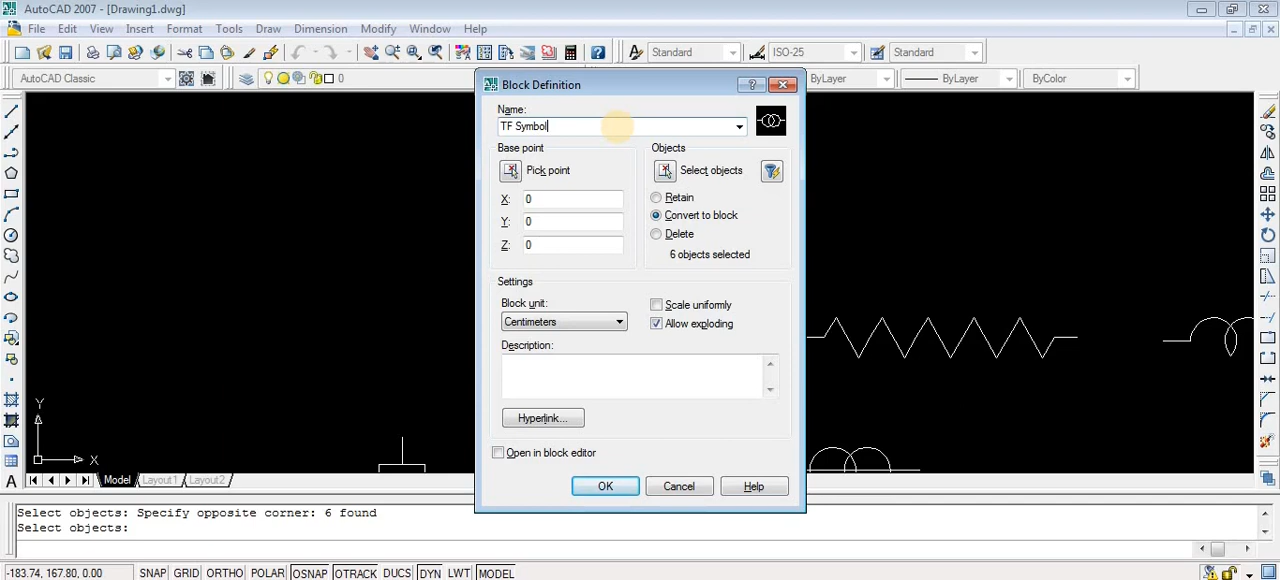 AutoCAD 2007 - [Drawing1.dwg]
File Edit View Insert Format Tools Draw Dimension Modify Window Help
Standard ISO-25 Standard
AutoCAD Classic 0 ByLayer ByLayer ByColor
Block Definition
Name:
TF Symbol
Base point Objects
Pick point Select objects
X: 0 Retain
Y: 0 Convert to block
Z: 0 Delete
6 objects selected
Settings
Block unit: Scale uniformly
Centimeters Allow exploding
Description:
Hyperlink...
Open in block editor
OK Cancel Help
Y
X
A Model Layout1 Layout2
Select objects: Specify opposite corner: 6 found
Select objects:
-183.74, 167.80, 0.00 SNAP GRID ORTHO POLAR OSNAP OTRACK DUCS DYN LWT MODEL